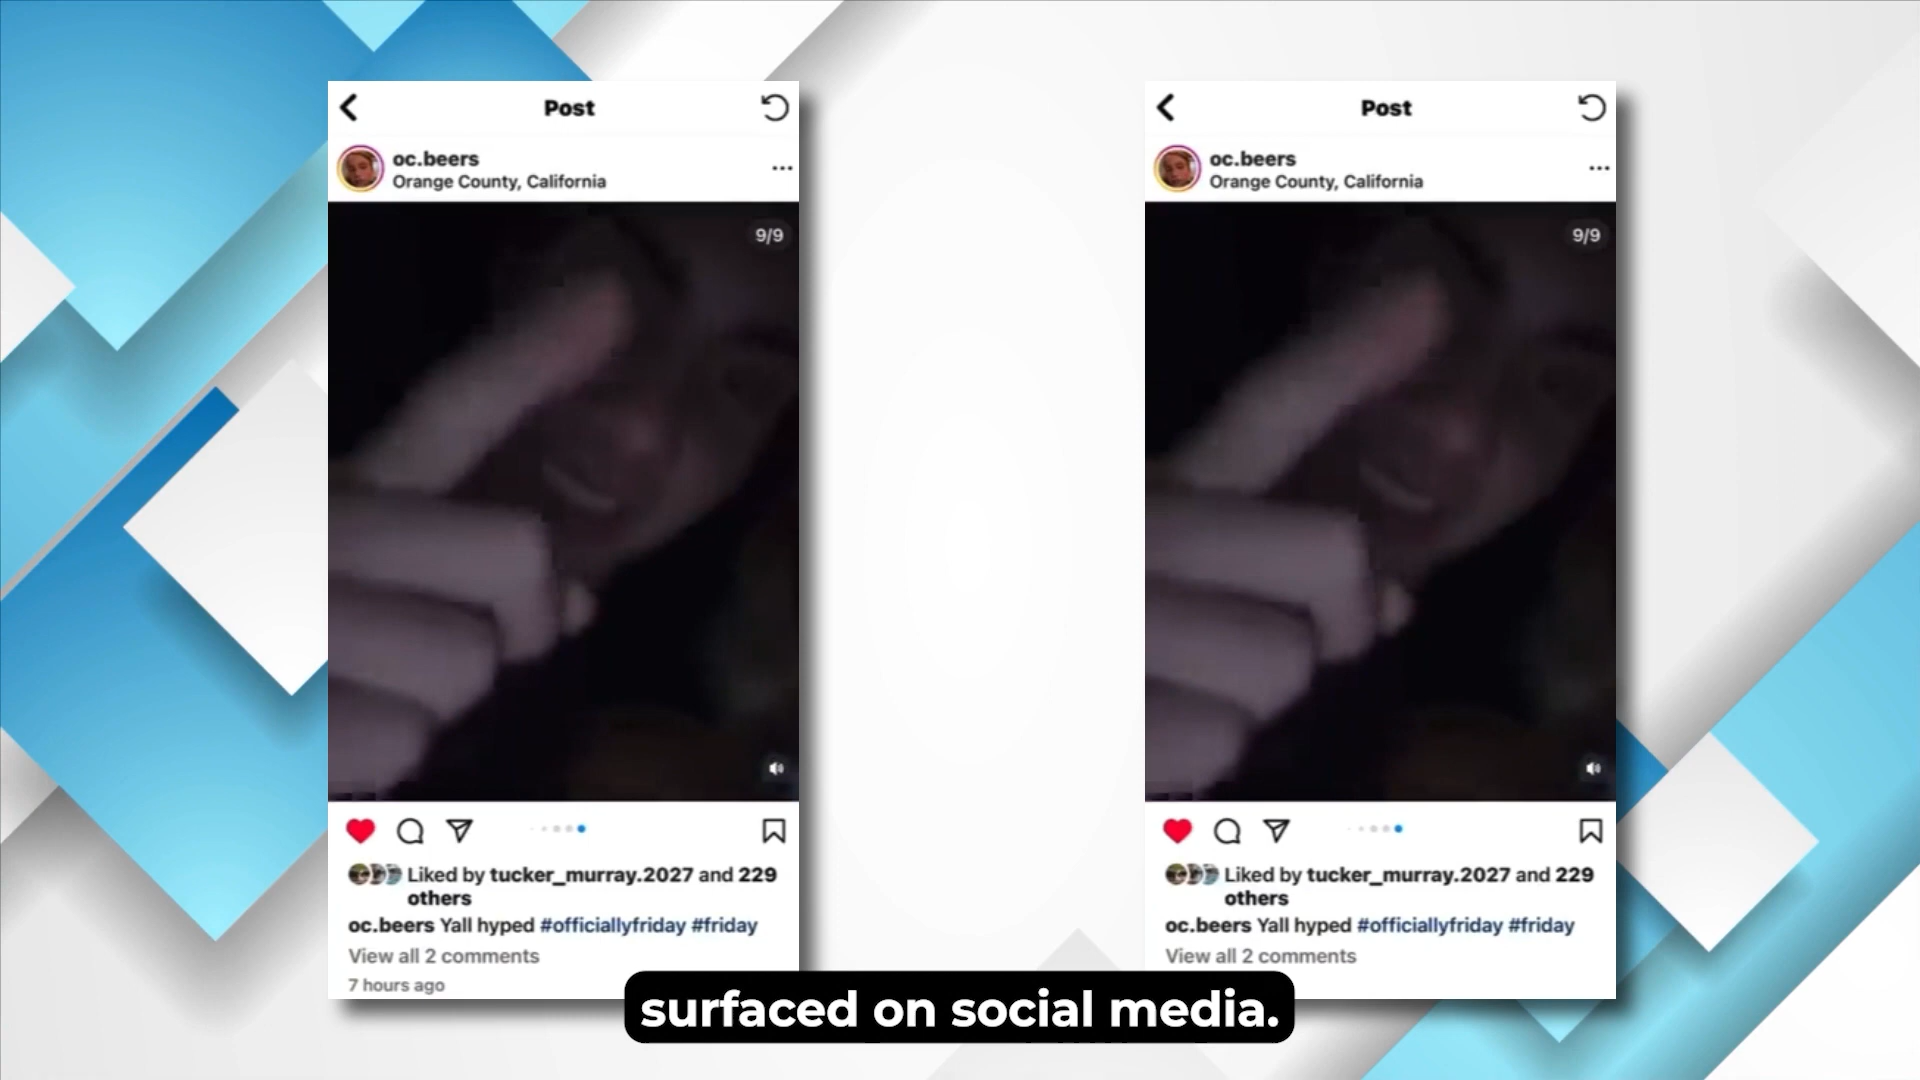 Post
oc.beers
Orange County, California
9/9
Liked by tucker_murray.2027 and 229
others
oc.beers Yall hyped #officiallyfriday #friday
View all 2 comments
7 hours ago
Post
oc.beers
Orange County, California
9/9
Liked by tucker_murray.2027 and 229
others
oc.beers Yall hyped #officiallyfriday #friday
View all 2 comments
surfaced on social media.